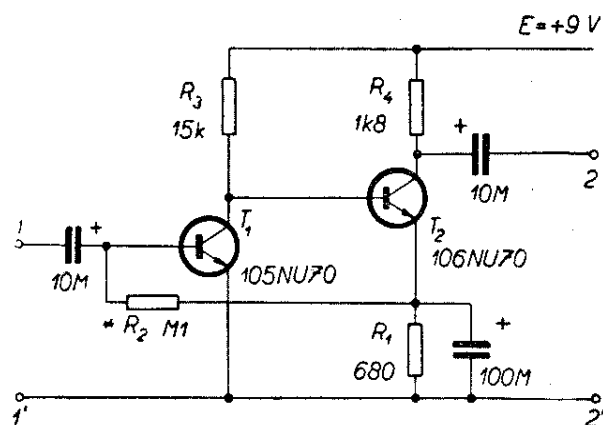 E = +9 V
R3
15k
R4
1k8
+
10M
2
1
+
10M
T1
105NU70
T2
106NU70
* R2 M1
R1
680
+
100M
1'
2'